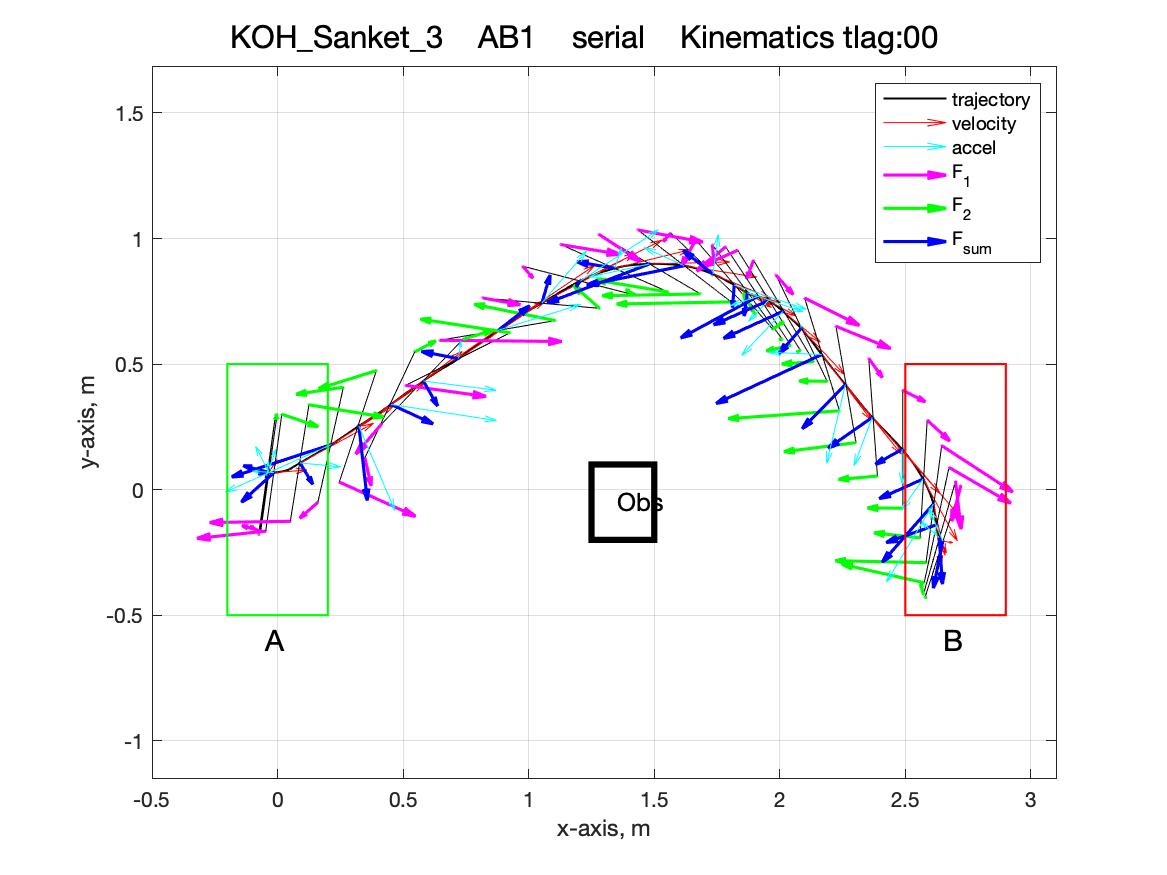 KOH_Sanket_3 AB1 serial Kinematics tlag:00
trajectory
velocity
accel
F1
F2
Fsum
1.5
1
0.5
0
-0.5
-1
y-axis, m
Obs
A
B
-0.5 0 0.5 1 1.5 2 2.5 3
x-axis, m